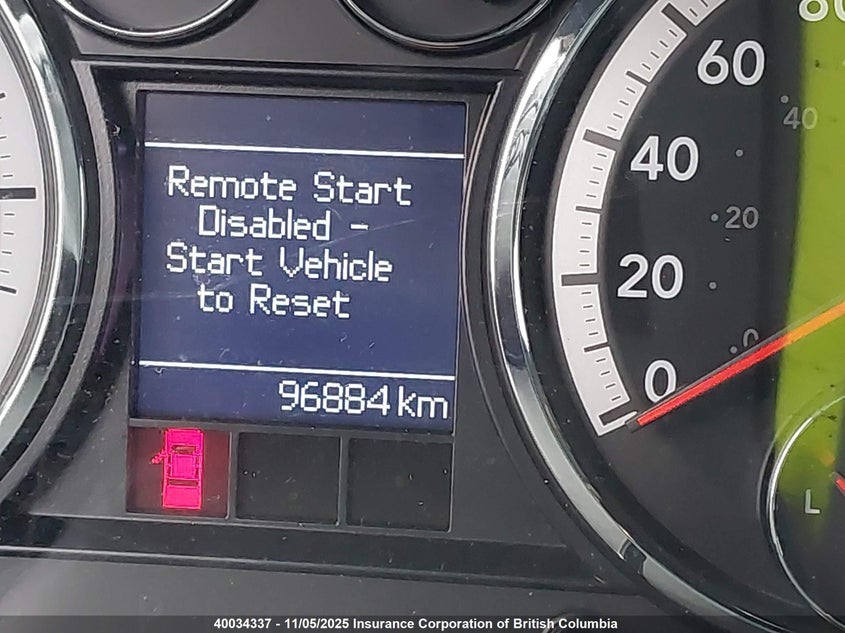 Remote Start
Disabled -
Start Vehicle
to Reset
96884 km
60
40
20
0
40
20
0
L
40034337 - 11/05/2025 Insurance Corporation of British Columbia